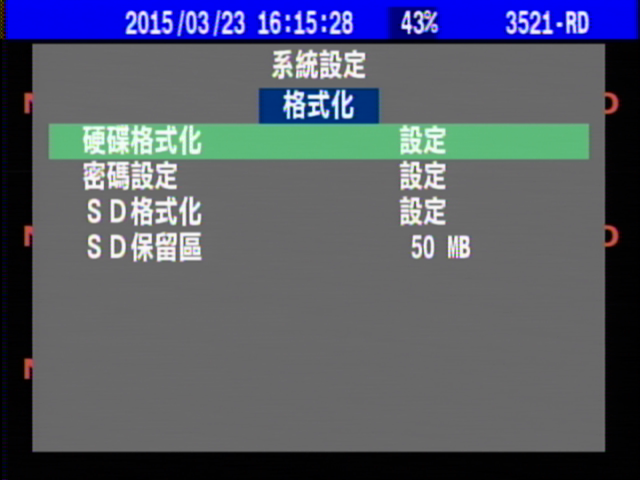 2015/03/23 16:15:28 43% 3521-RD
系統設定
格式化
硬碟格式化 設定
密碼設定 設定
ＳＤ格式化 設定
ＳＤ保留區 50 MB